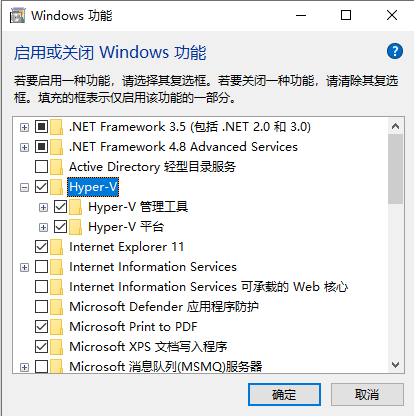 Windows 功能
启用或关闭 Windows 功能
若要启用一种功能，请选择其复选框。若要关闭一种功能，请清除其复选
框。填充的框表示仅启用该功能的一部分。
.NET Framework 3.5 (包括 .NET 2.0 和 3.0)
.NET Framework 4.8 Advanced Services
Active Directory 轻型目录服务
Hyper-V
Hyper-V 管理工具
Hyper-V 平台
Internet Explorer 11
Internet Information Services
Internet Information Services 可承载的 Web 核心
Microsoft Defender 应用程序防护
Microsoft Print to PDF
Microsoft XPS 文档写入程序
Microsoft 消息队列(MSMQ)服务器
确定
取消